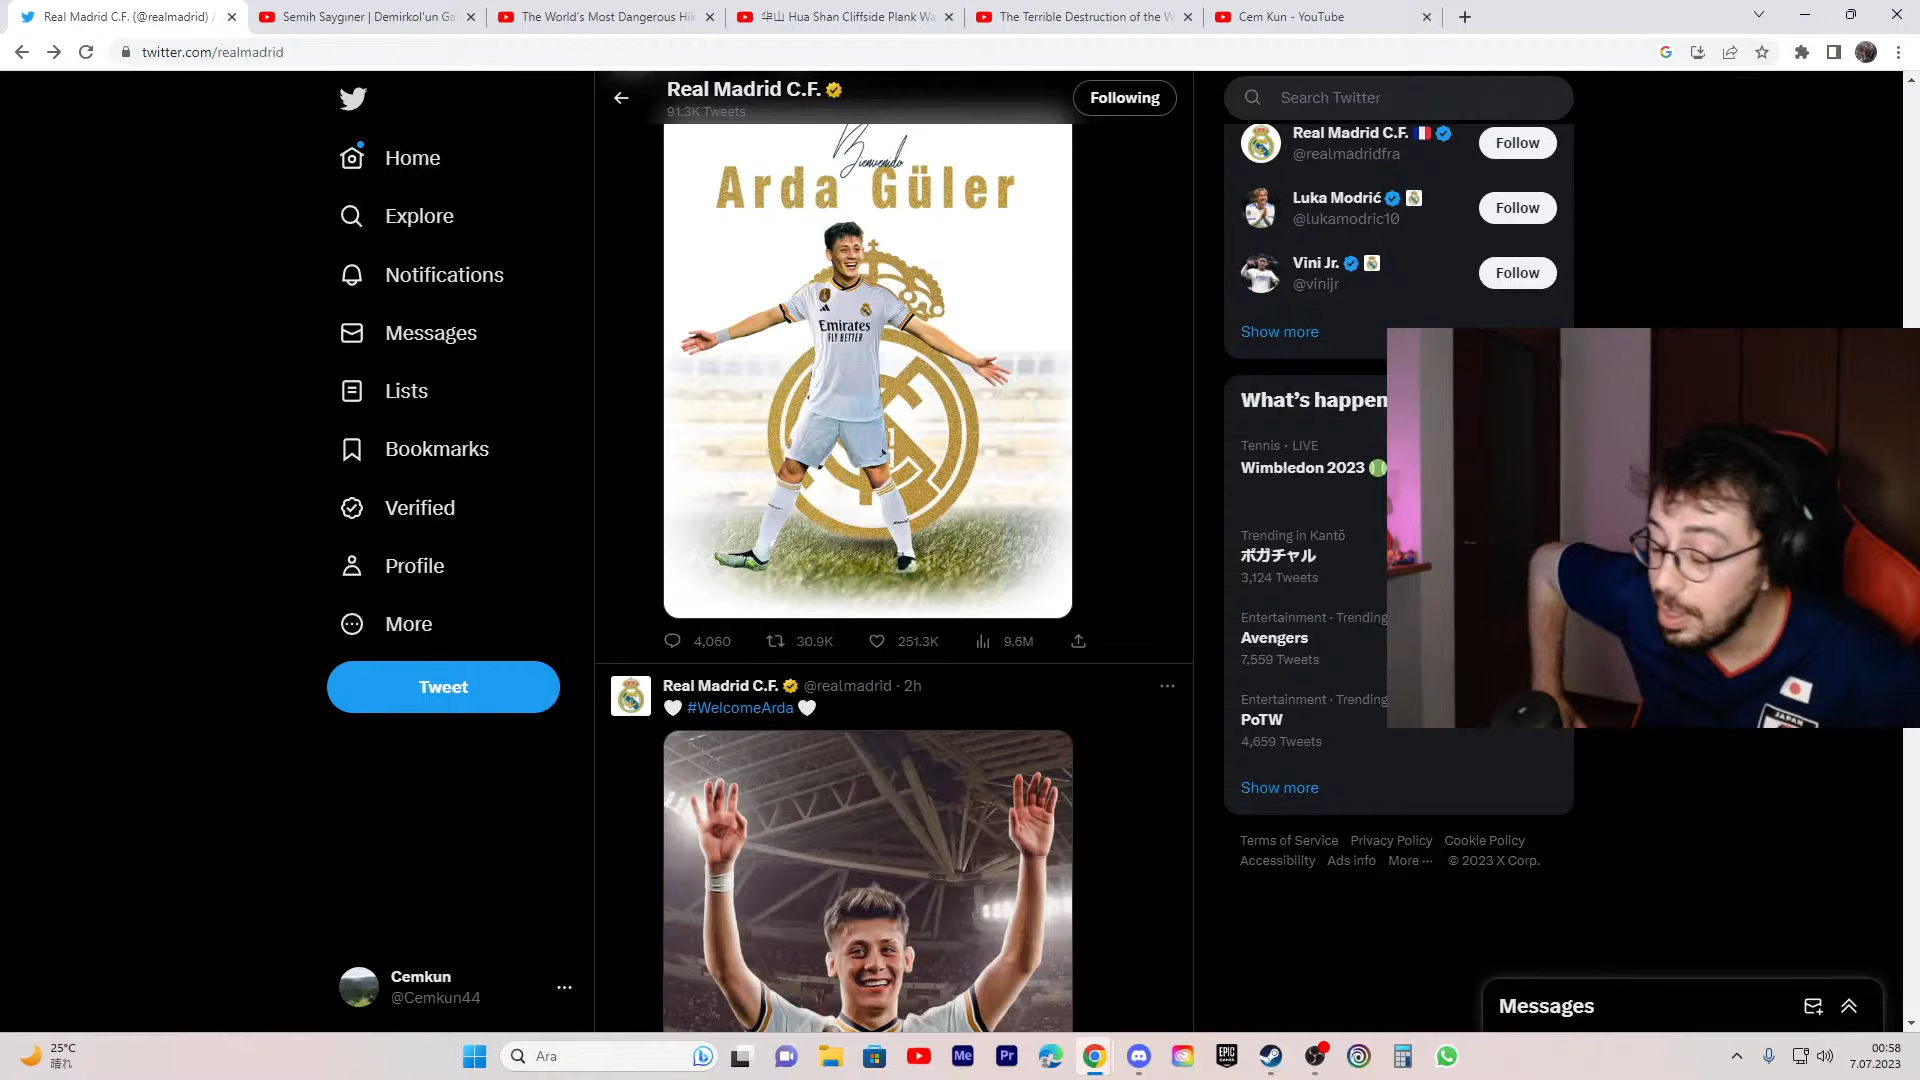 Real Madrid C.F. (@realmadrid) /
Semih Saygıner | Demirkol'un Ga
The World's Most Dangerous Hik
华山 Hua Shan Cliffside Plank Wa
The Terrible Destruction of the W
Cem Kun - YouTube
twitter.com/realmadrid
Home
Explore
Notifications
Messages
Lists
Bookmarks
Verified
Profile
More
Tweet
Cemkun
@Cemkun44
Real Madrid C.F.
91.3K Tweets
Following
Bienvenido
Arda Güler
Emirates
FLY BETTER
4,060
30.9K
251.3K
9.6M
Real Madrid C.F. @realmadrid · 2h
#WelcomeArda
Search Twitter
Real Madrid C.F.
@realmadridfra
Follow
Luka Modrić
@lukamodric10
Follow
Vini Jr.
@vinijr
Follow
Show more
What's happen
Tennis · LIVE
Wimbledon 2023
Trending in Kantō
ポガチャル
3,124 Tweets
Entertainment · Trending
Avengers
7,559 Tweets
Entertainment · Trending
PoTW
4,659 Tweets
Show more
JAPAN
Terms of Service Privacy Policy Cookie Policy
Accessibility Ads info More ··· © 2023 X Corp.
Messages
25°C
晴れ
Ara
Me
Pr
EPIC
GAMES
00:58
7.07.2023